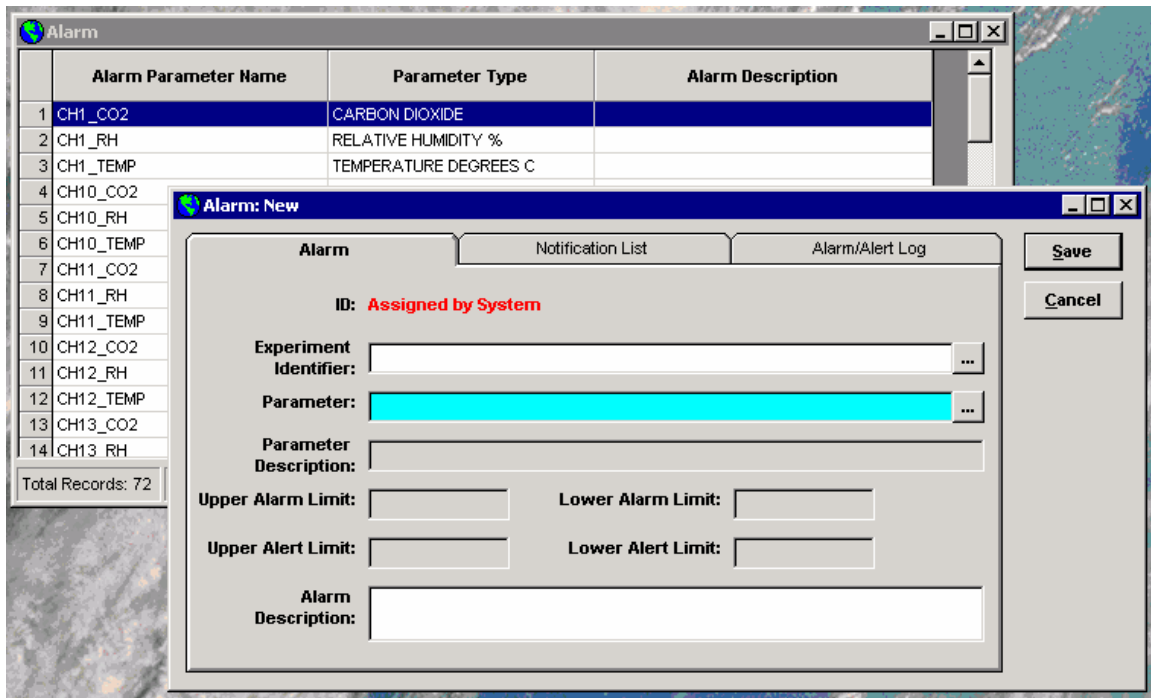 Alarm
Alarm Parameter Name Parameter Type Alarm Description
1 CH1_CO2 CARBON DIOXIDE
2 CH1_RH RELATIVE HUMIDITY %
3 CH1_TEMP TEMPERATURE DEGREES C
4 CH10_CO2
5 CH10_RH
6 CH10_TEMP
7 CH11_CO2
8 CH11_RH
9 CH11_TEMP
10 CH12_CO2
11 CH12_RH
12 CH12_TEMP
13 CH13_CO2
14 CH13_RH
Total Records: 72
Alarm: New
Alarm Notification List Alarm/Alert Log
Save
Cancel
ID: Assigned by System
Experiment
Identifier: ...
Parameter: ...
Parameter
Description:
Upper Alarm Limit: Lower Alarm Limit:
Upper Alert Limit: Lower Alert Limit:
Alarm
Description: